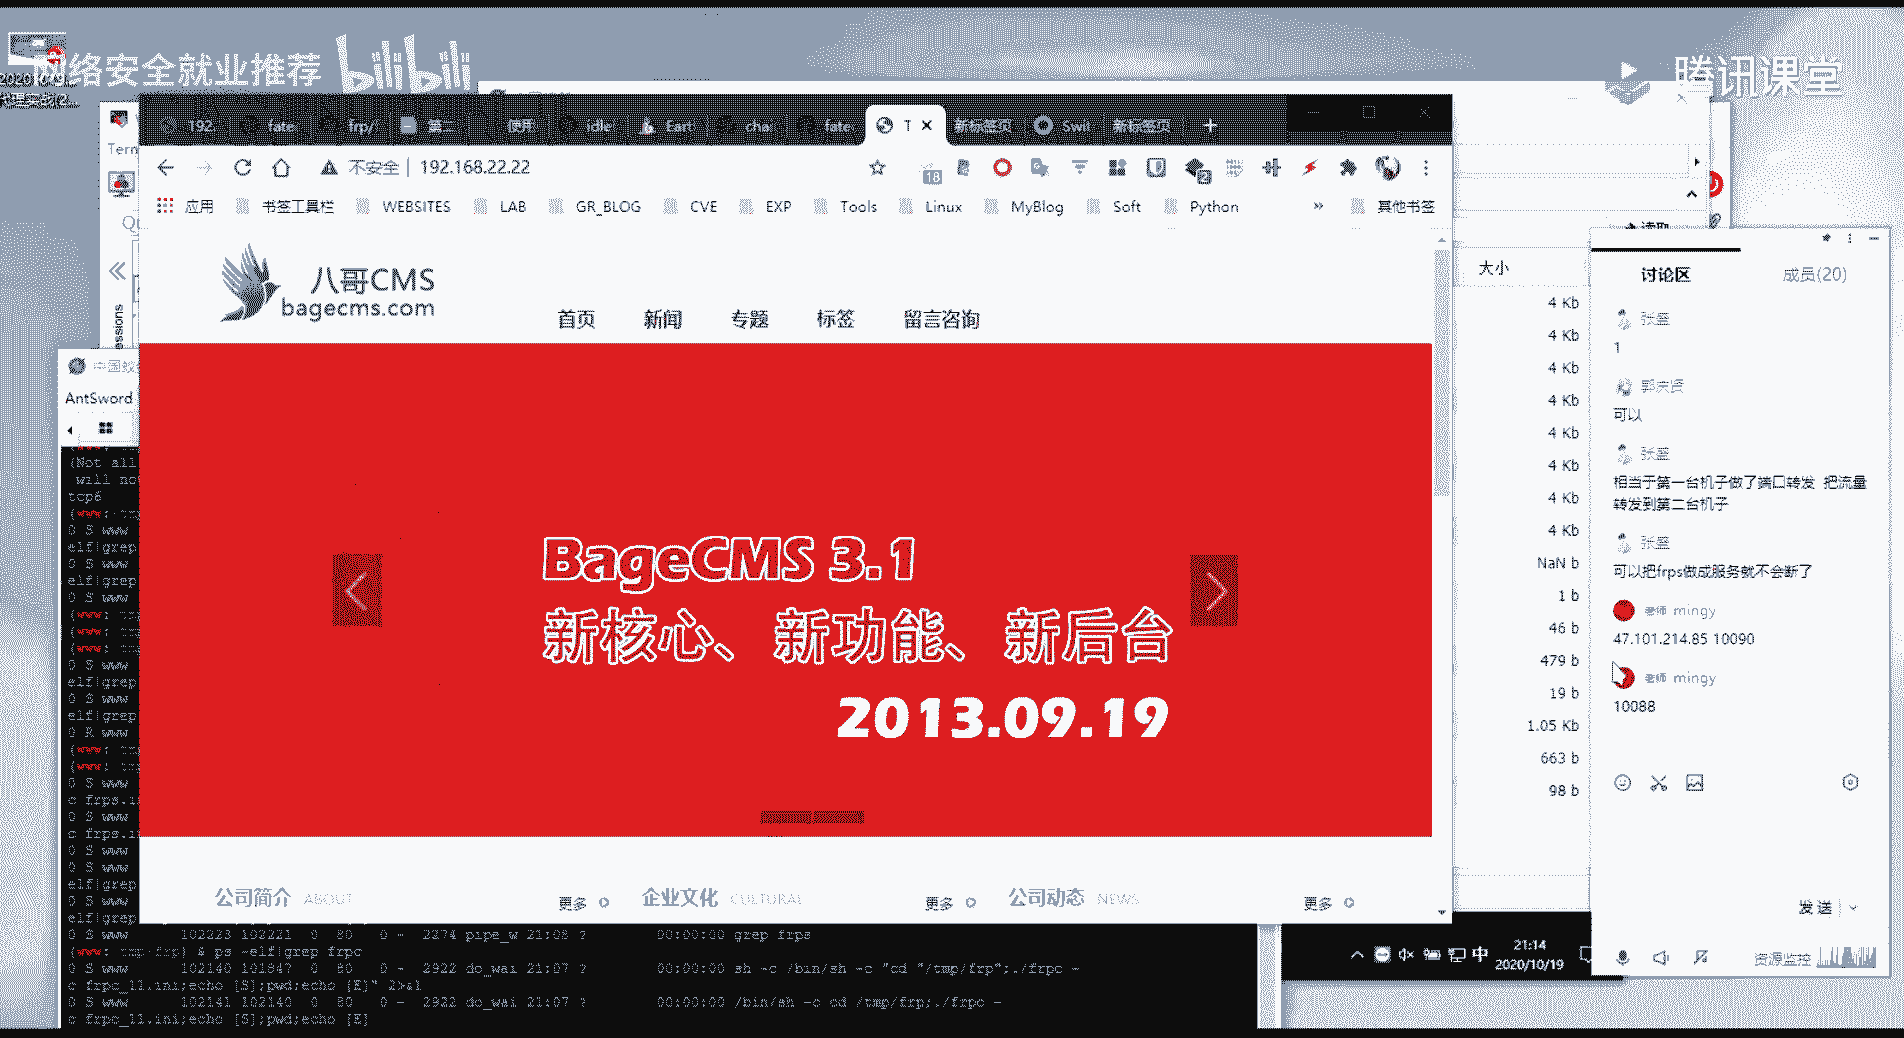 网络安全就业推荐
bilibili
腾讯课堂
192.
fate
frp/
第二
使用
idle
Eart
cha
fate
T
新标签页
Swit
新标签页
不安全
192.168.22.22
18
2
应用
书签工具栏
WEBSITES
LAB
GR_BLOG
CVE
EXP
Tools
Linux
MyBlog
Soft
Python
»
其他书签
Term
AntSword
八哥CMS
bagecms.com
首页
新闻
专题
标签
留言咨询
BageCMS 3.1
新核心、新功能、新后台
2013.09.19
公司简介 ABOUT
更多
企业文化 CULTURAL
更多
公司动态 NEWS
更多
大小
4 Kb
4 Kb
4 Kb
4 Kb
4 Kb
4 Kb
4 Kb
4 Kb
NaN b
1 b
46 b
479 b
19 b
1.05 Kb
663 b
98 b
讨论区
成员(20)
张盛
1
可以
张盛
相当于第一台机子做了端口转发 把流量
转发到第二台机子
张盛
可以把frps做成服务就不会断了
老师 mingy
47.101.214.85 10090
老师 mingy
10088
发送
资源监控
(Not all
will no
tcp6
0 S www
elf|grep
0 S www
elf|grep
0 S www
0 S www
elf|grep
0 S www
elf|grep
0 R www
0 S www
c frps.in
0 S www
c frps.in
0 S www
0 S www
elf|grep
0 S www
elf|grep
0 S www 102223 102221 0 80 0 - 2274 pipe_w 21:08 ? 00:00:00 grep frps
(www: tmp frp) $ ps -elf|grep frpc
0 S www 102140 101847 0 80 0 - 2922 do_wai 21:07 ? 00:00:00 sh -c /bin/sh -c "cd "/tmp/frp";./frpc -
c frpc_11.ini;echo [S];pwd;echo [E]" 2>&1
0 S www 102141 102140 0 80 0 - 2922 do_wai 21:07 ? 00:00:00 /bin/sh -c cd /tmp/frp;./frpc -
c frpc_11.ini;echo [S];pwd;echo [E]
中
21:14
2020/10/19